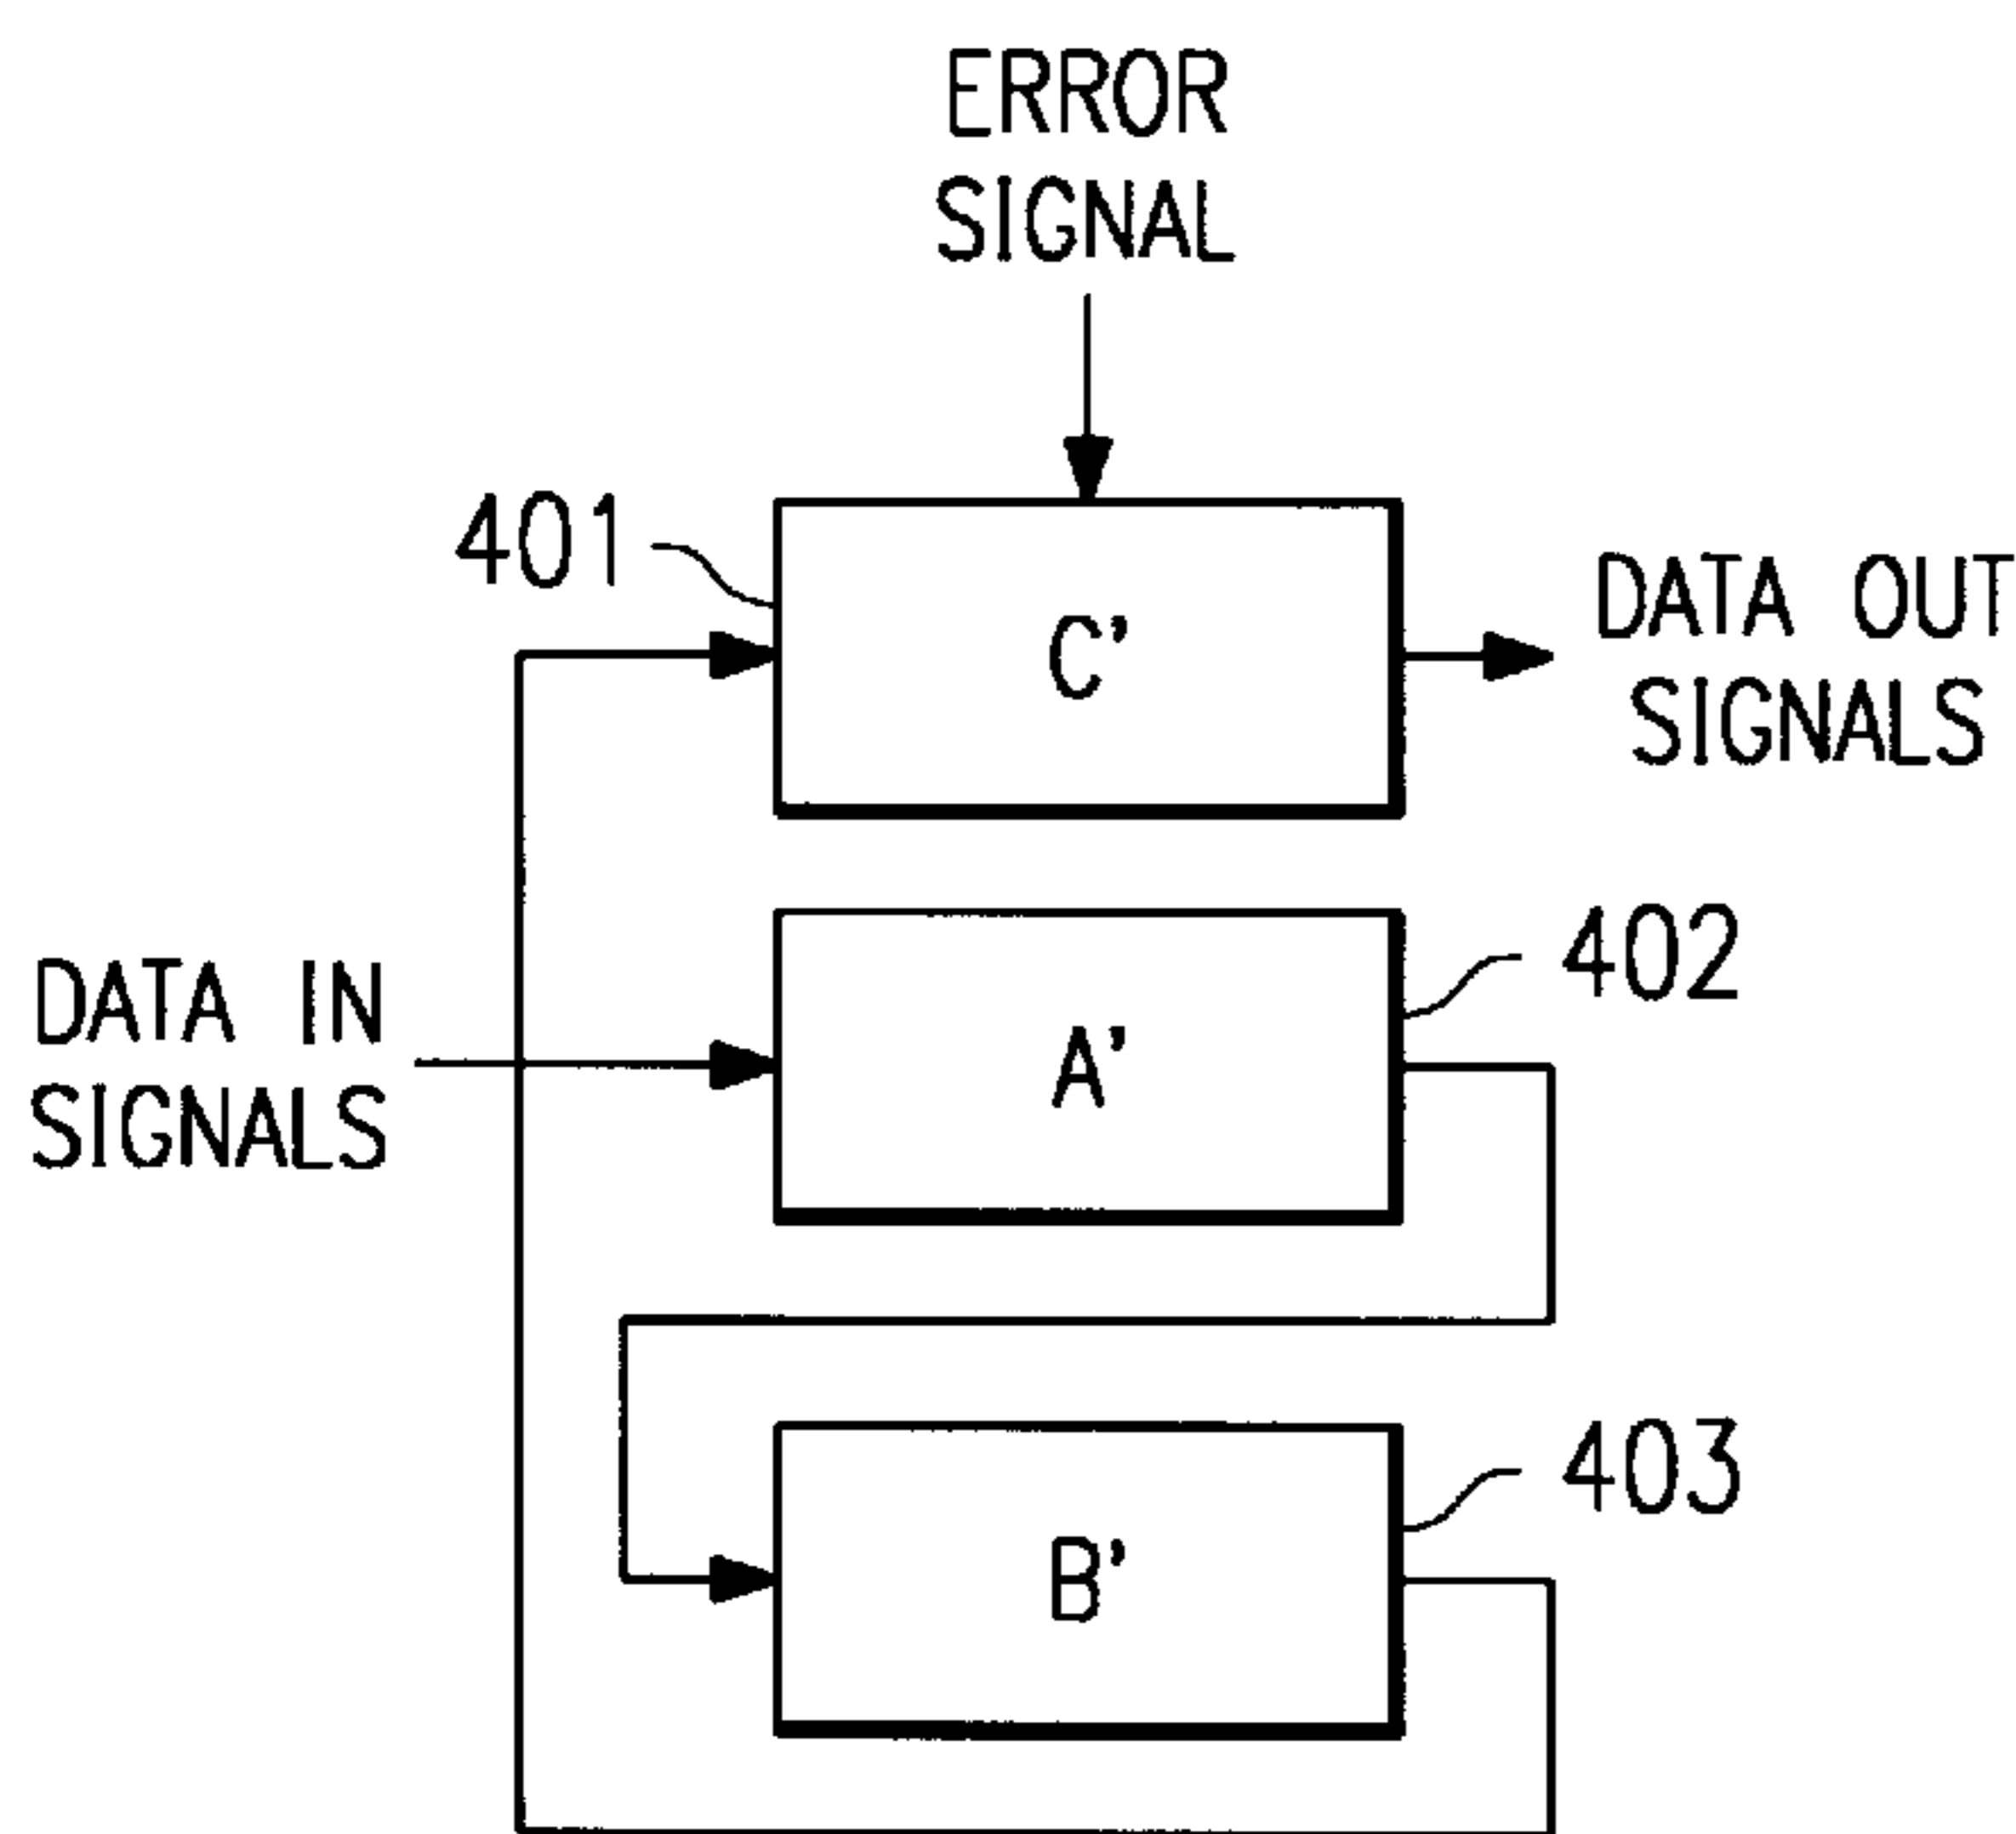 ERROR
SIGNAL
401
C'
DATA OUT
SIGNALS
402
DATA IN
SIGNALS
A'
403
B'